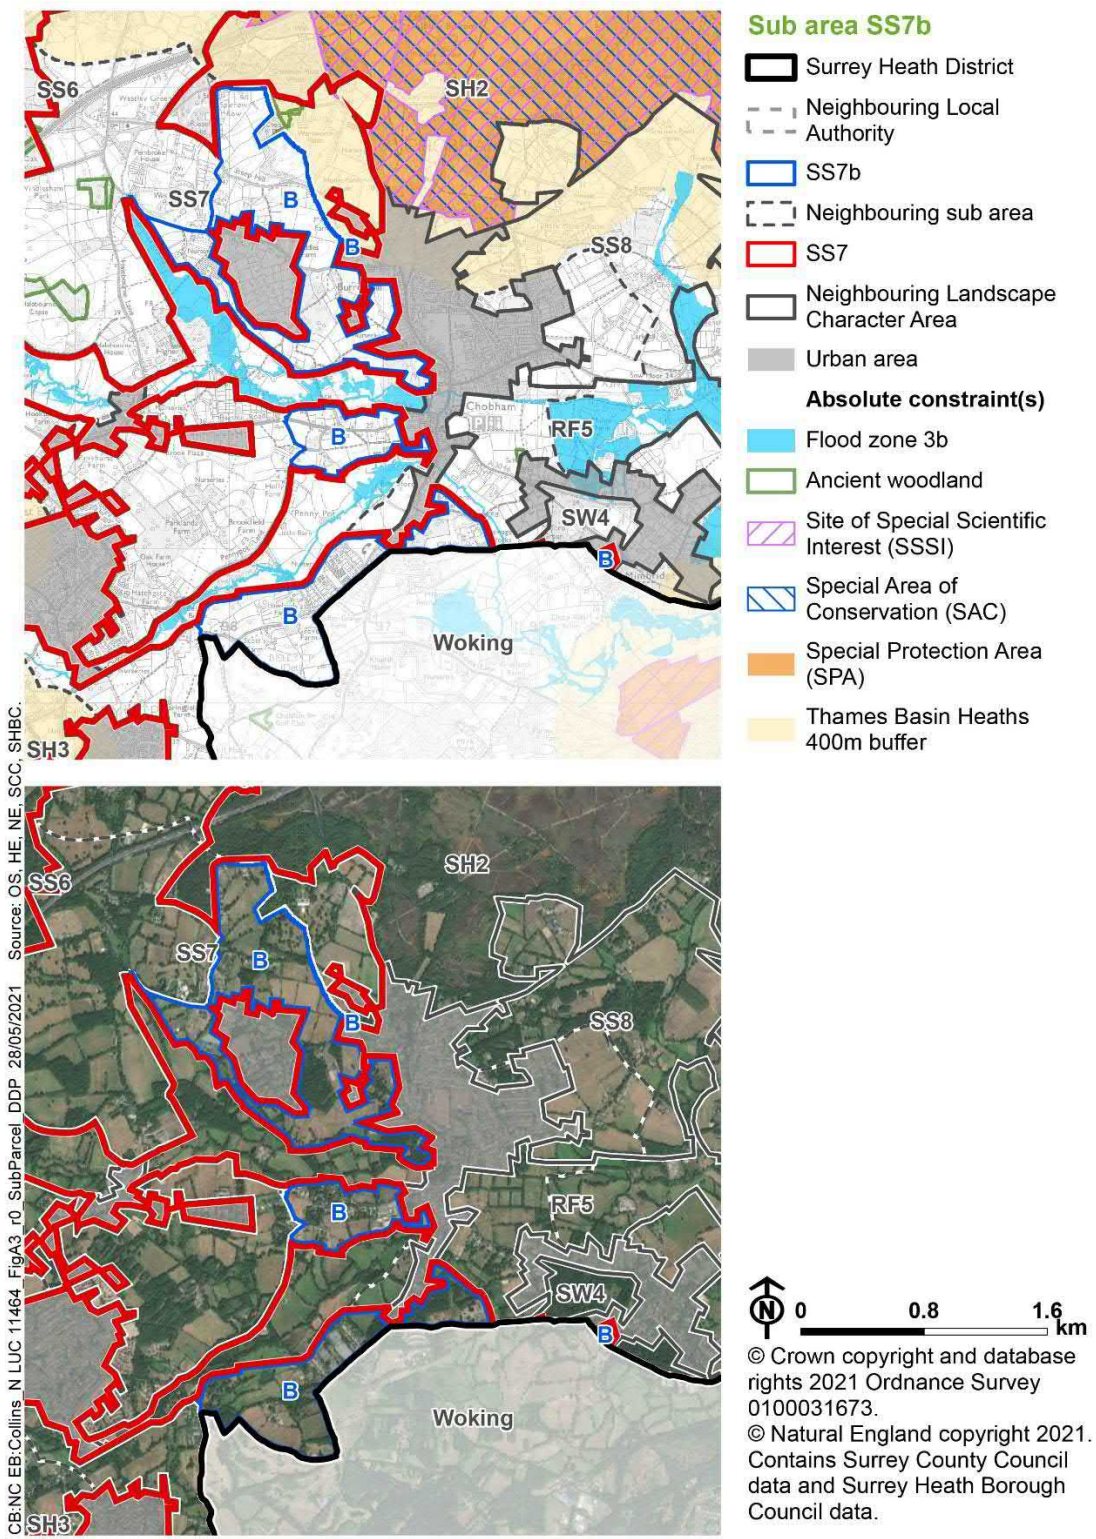 Sub area SS7b
Surrey Heath District
Neighbouring Local
Authority
SS7b
Neighbouring sub area
SS7
Neighbouring Landscape
Character Area
Urban area
Absolute constraint(s)
Flood zone 3b
Ancient woodland
Site of Special Scientific
Interest (SSSI)
Special Area of
Conservation (SAC)
Special Protection Area
(SPA)
Thames Basin Heaths
400m buffer
SS6
SH2
SS7
B
B
SS8
Chobham
RF5
B
SW4
B
B
Woking
SH3
SH2
SS6
SS7
B
B
SS8
B
RF5
SW4
B
B
Woking
SH3
N
0 0.8 1.6
km
© Crown copyright and database
rights 2021 Ordnance Survey
0100031673.
© Natural England copyright 2021.
Contains Surrey County Council
data and Surrey Heath Borough
Council data.
CB:NC EB:Collins_N LUC 11464_FigA3_r0_SubParcel_DDP 28/05/2021 Source: OS, HE, NE, SCC, SHBC.